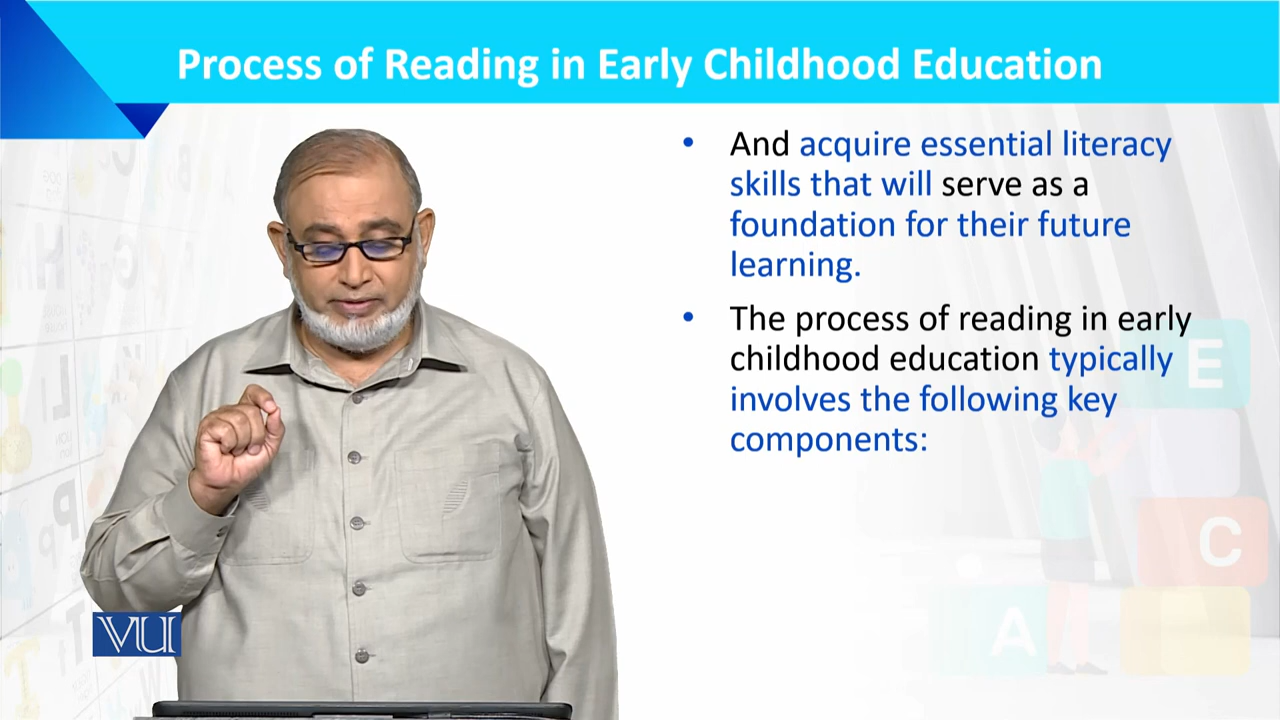 Process of Reading in Early Childhood Education
• And acquire essential literacy
skills that will serve as a
foundation for their future
learning.
• The process of reading in early
childhood education typically
involves the following key
components:
E
C
A
VU